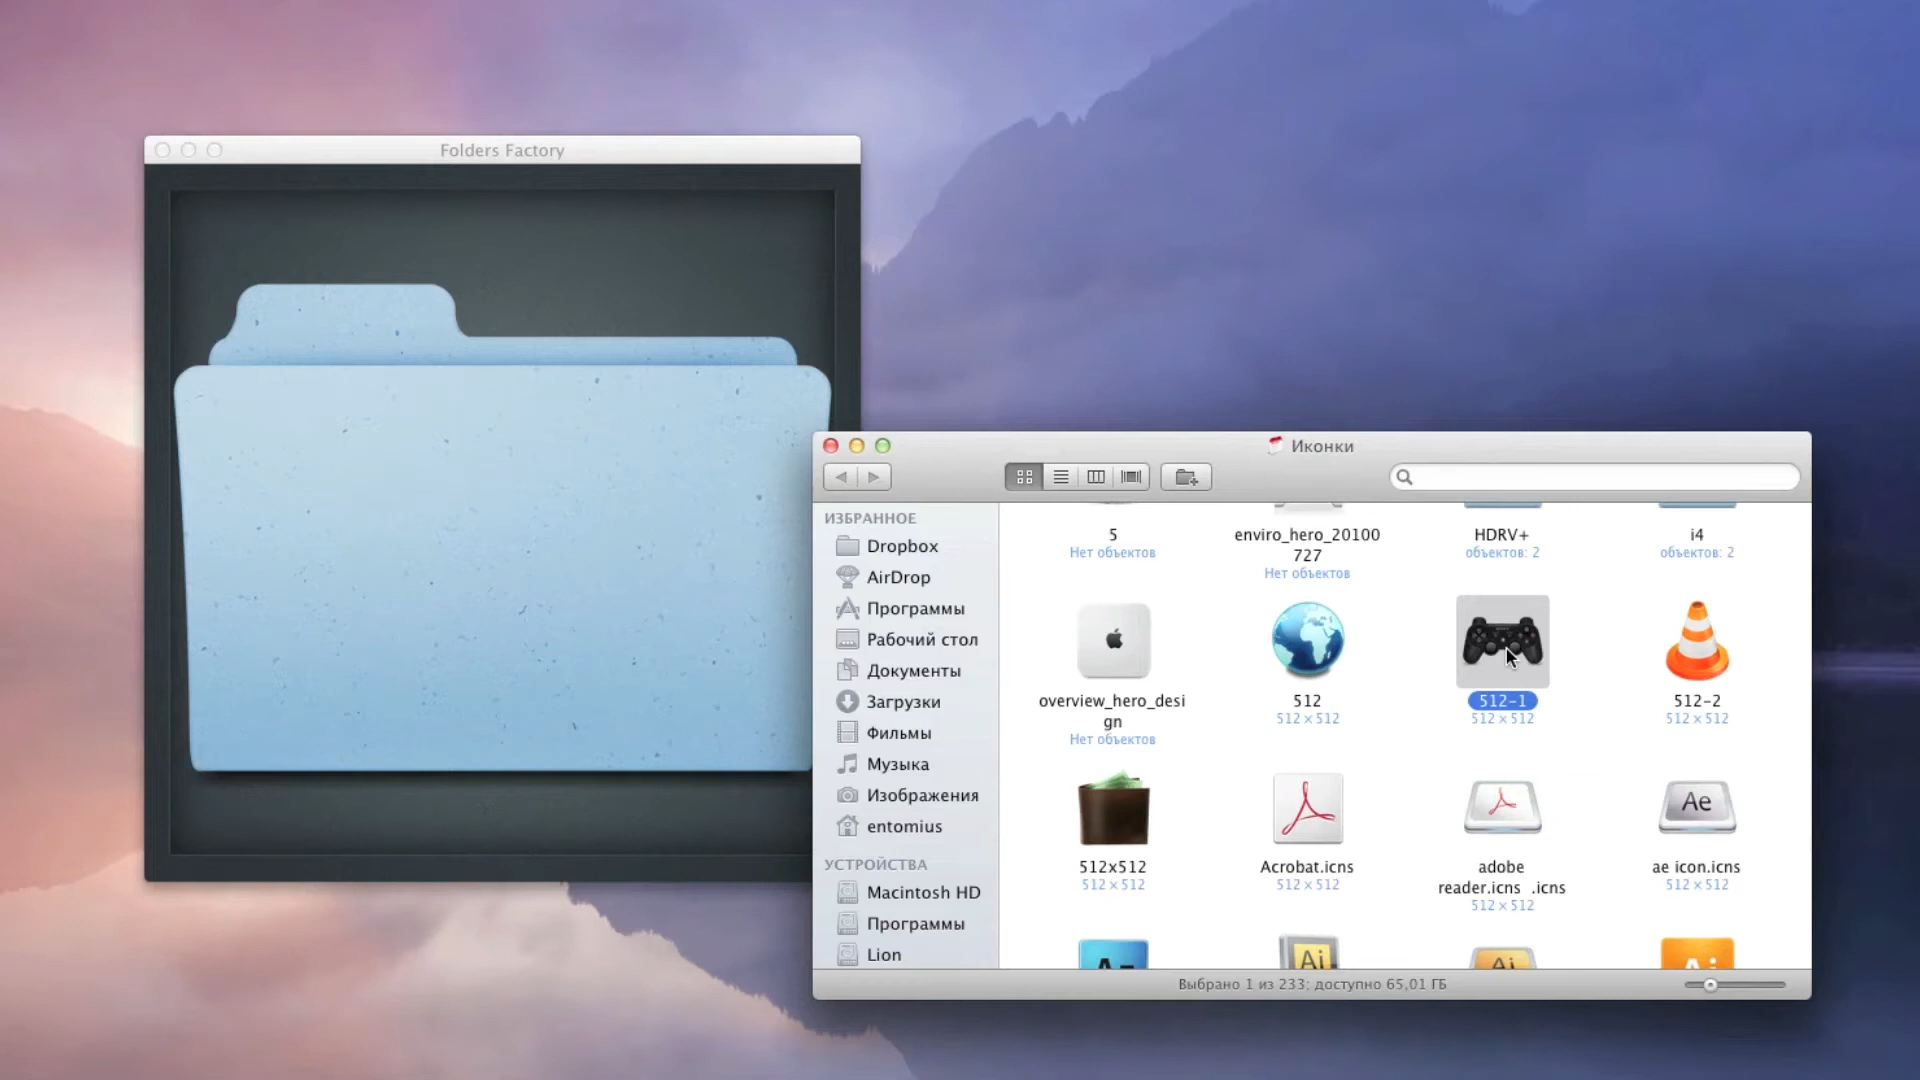 Folders Factory
Иконки
ИЗБРАННОЕ
Dropbox
AirDrop
Программы
Рабочий стол
Документы
Загрузки
Фильмы
Музыка
Изображения
entomius
УСТРОЙСТВА
Macintosh HD
Программы
Lion
5
Нет объектов
enviro_hero_20100
727
Нет объектов
HDRV+
объектов: 2
i4
объектов: 2
overview_hero_desi
gn
Нет объектов
512
512 × 512
512-1
512 × 512
512-2
512 × 512
512x512
512 × 512
Acrobat.icns
512 × 512
adobe
reader.icns .icns
512 × 512
Ae
ae icon.icns
512 × 512
Ai
Ai
Ai
Выбрано 1 из 233; доступно 65,01 ГБ